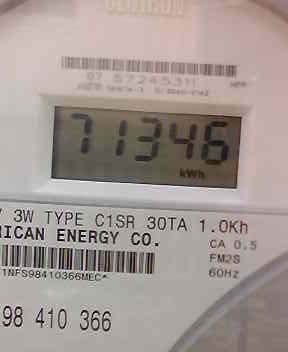 07 57245311
71346
kWh
3W TYPE C1SR 30TA 1.0Kh
RICAN ENERGY CO.
CA 0.5
FM2S
60Hz
1NFS98410366MEC*
98 410 366